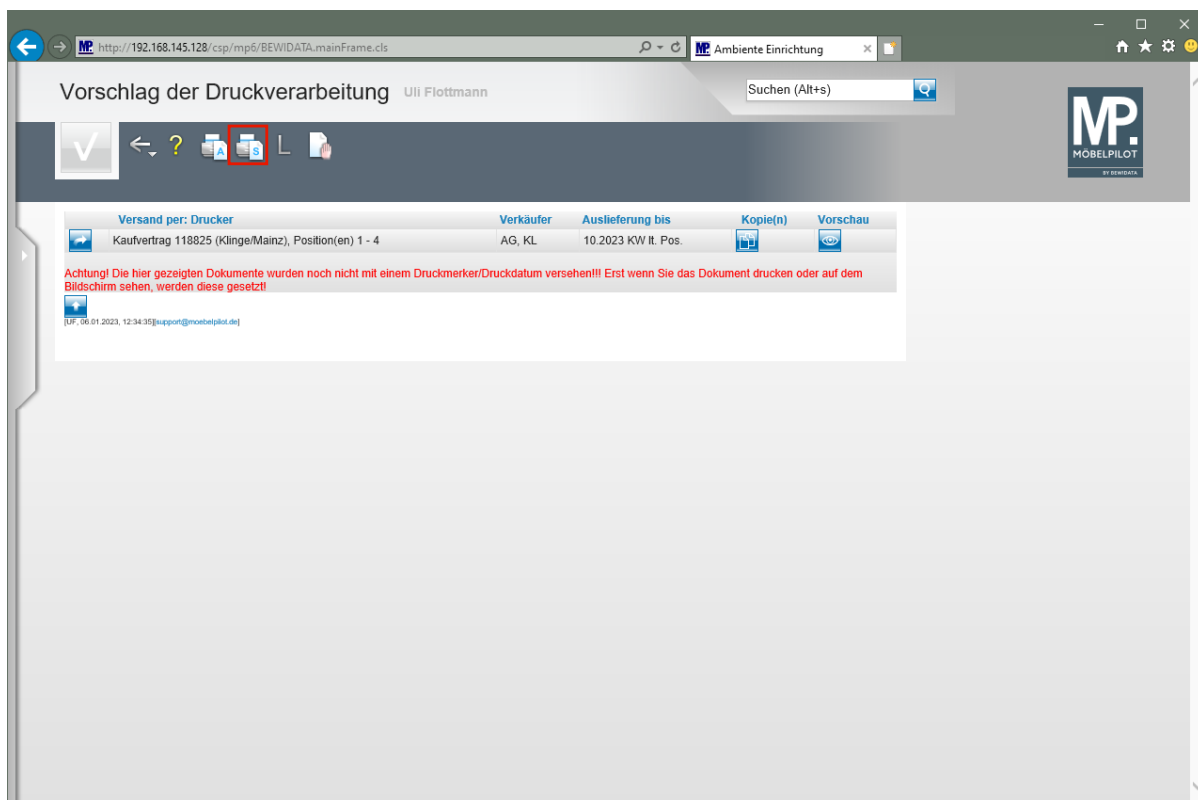 http://192.168.145.128/csp/mp6/BEWIDATA.mainFrame.cls
MP. Ambiente Einrichtung
Vorschlag der Druckverarbeitung Uli Flottmann
Suchen (Alt+s)
? A S L
MP.
MÖBELPILOT
BY BEWIDATA
Versand per: Drucker Verkäufer Auslieferung bis Kopie(n) Vorschau
Kaufvertrag 118825 (Klinge/Mainz), Position(en) 1 - 4 AG, KL 10.2023 KW lt. Pos.
Achtung! Die hier gezeigten Dokumente wurden noch nicht mit einem Druckmerker/Druckdatum versehen!!! Erst wenn Sie das Dokument drucken oder auf dem
Bildschirm sehen, werden diese gesetzt!
[UF, 06.01.2023, 12:34:35][support@moebelpilot.de]